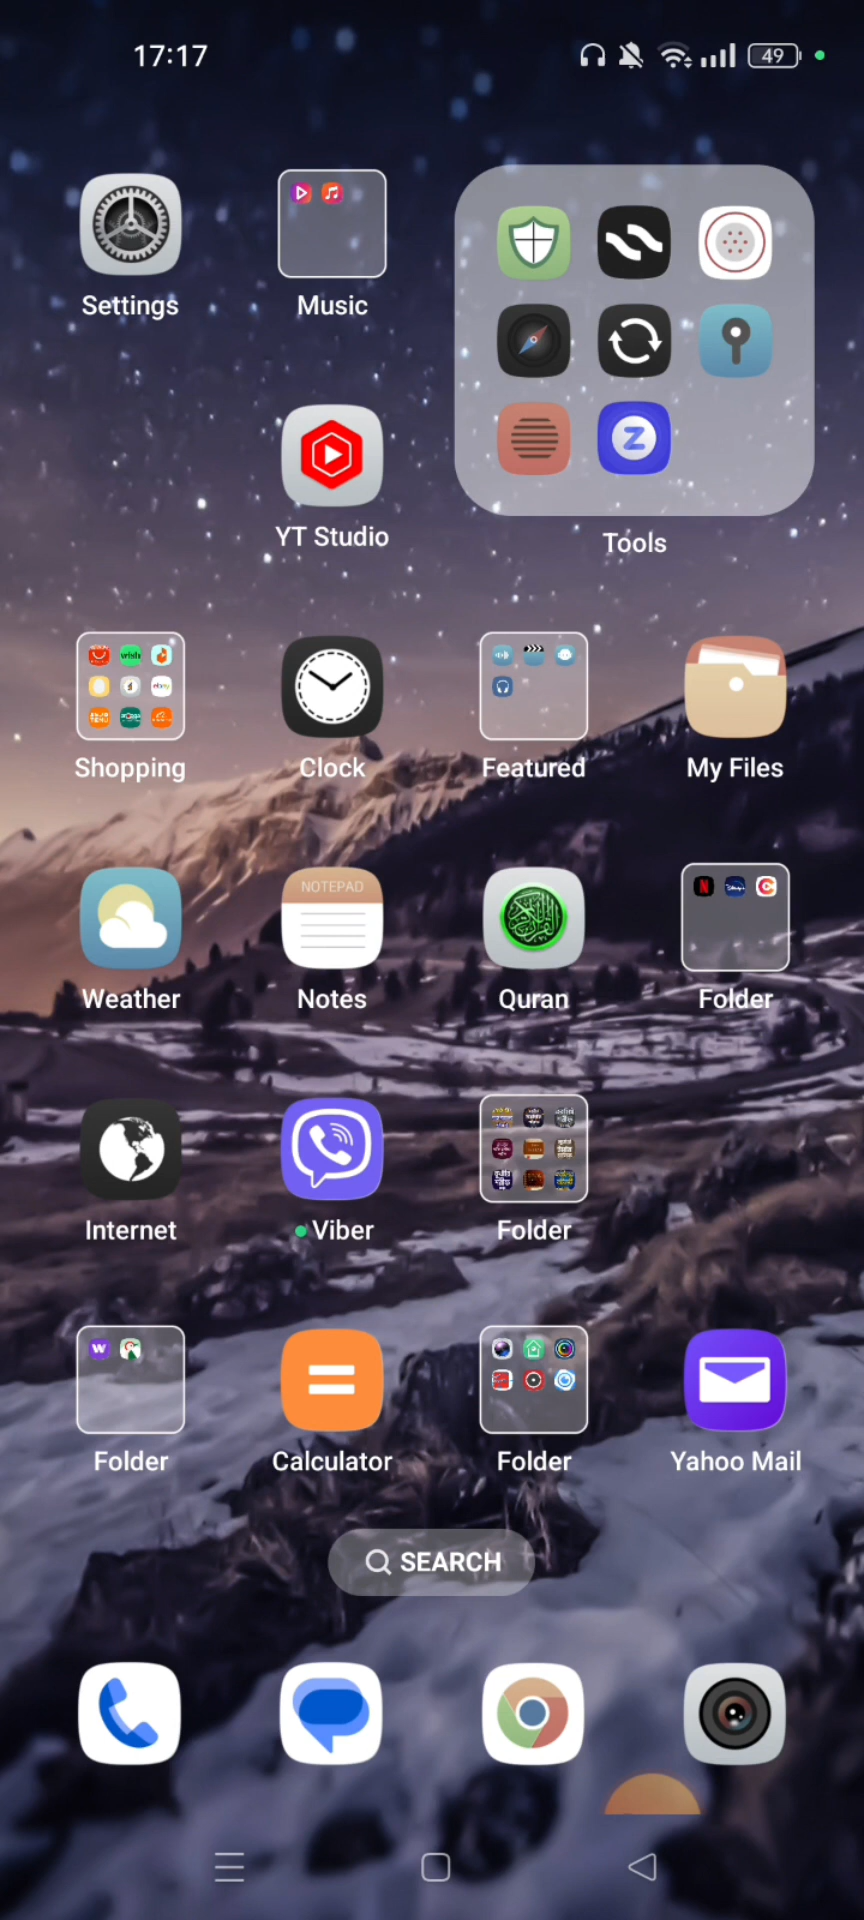 17:17
49
Settings
Music
YT Studio
Tools
Shopping
Clock
Featured
My Files
NOTEPAD
Weather
Notes
Quran
Folder
Internet
Viber
Folder
Folder
Calculator
Folder
Yahoo Mail
SEARCH